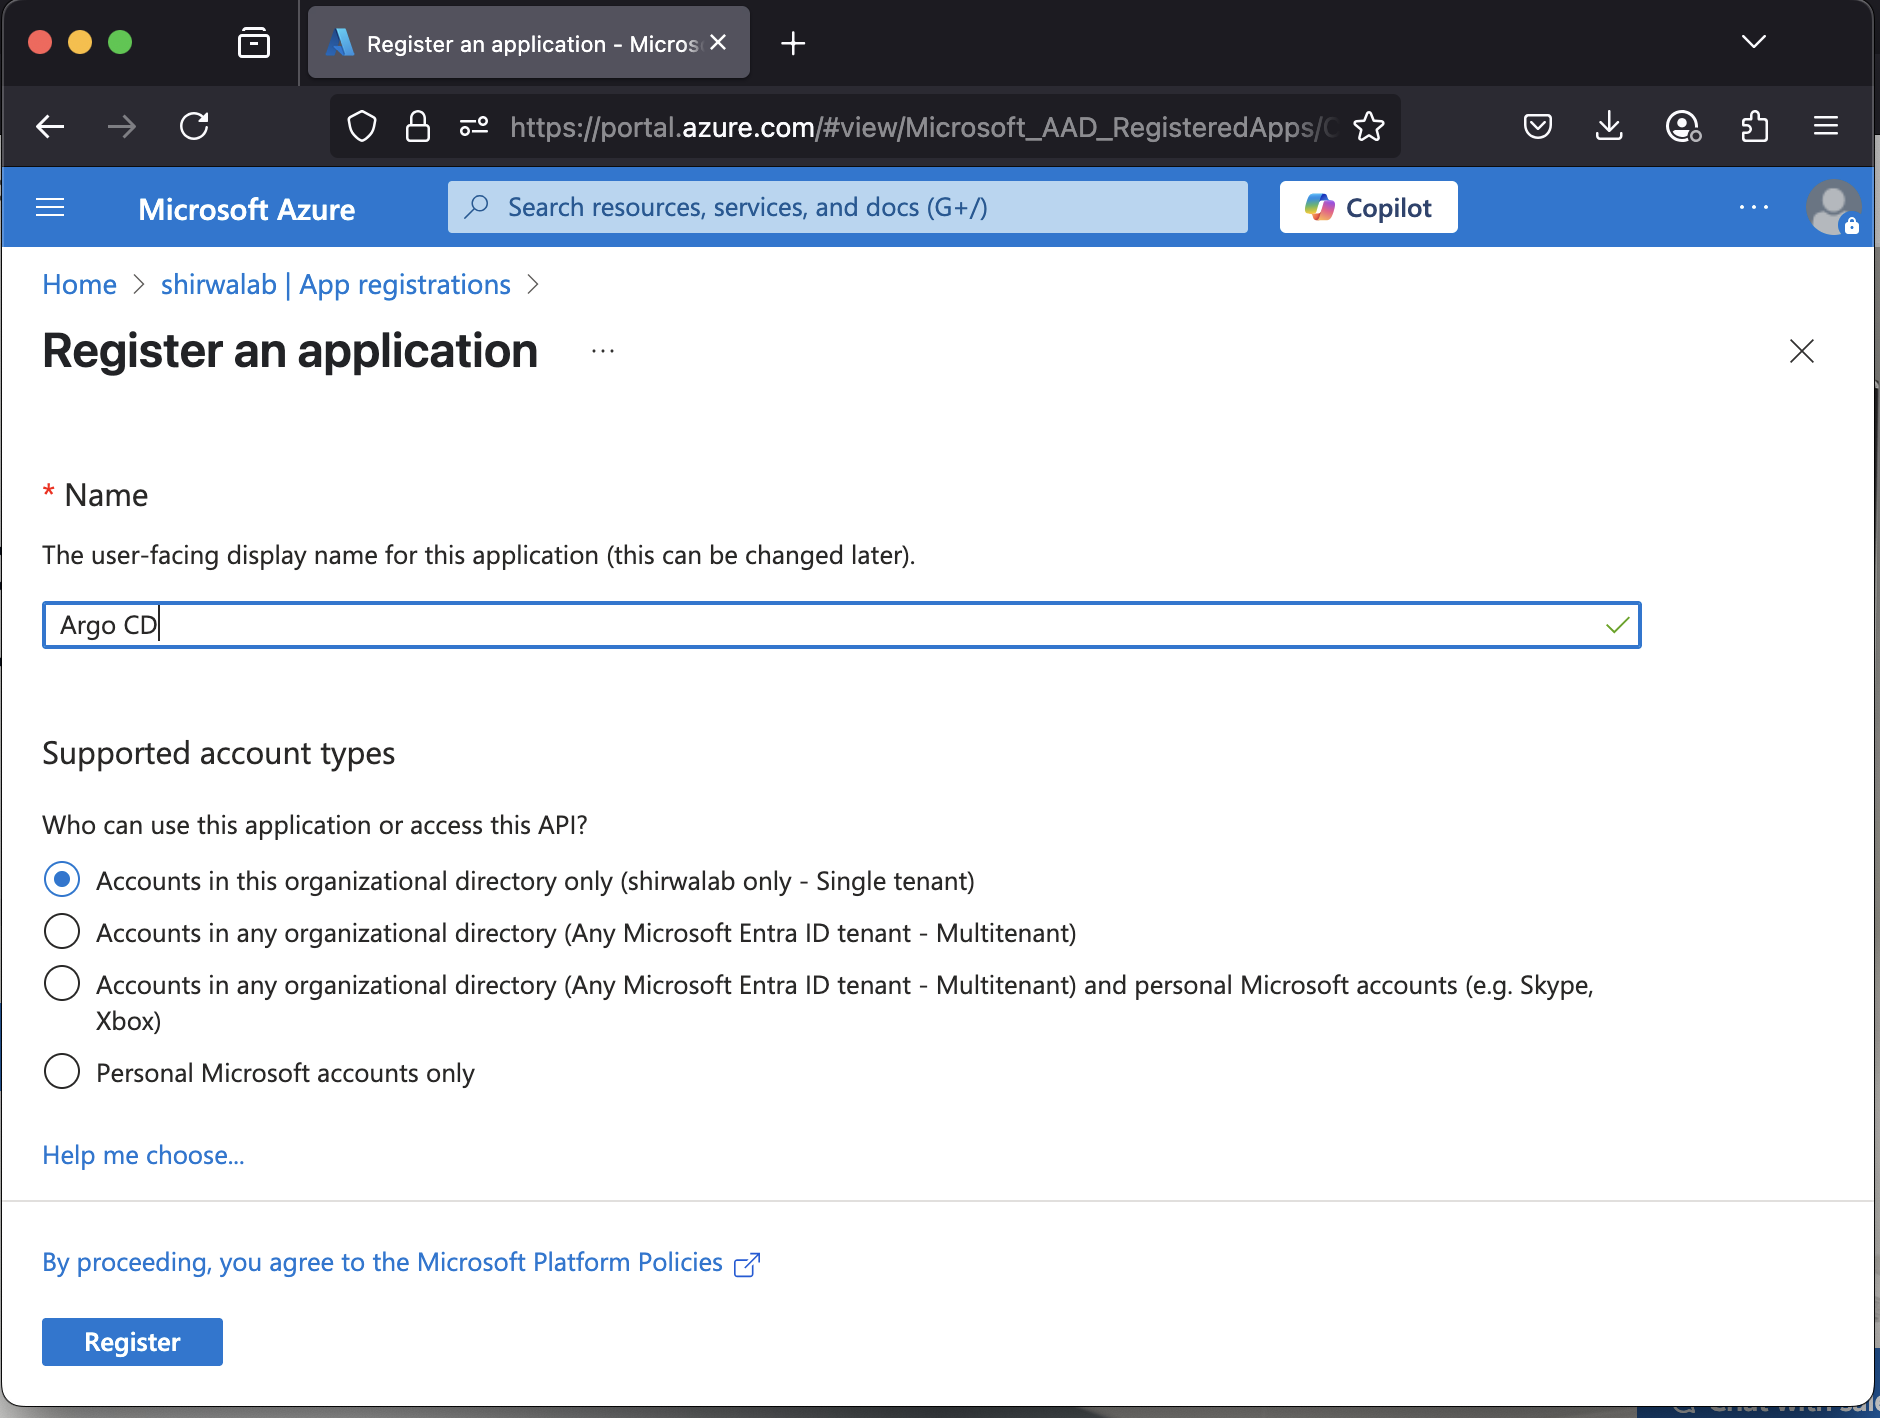 Register an application - Micros
https://portal.azure.com/#view/Microsoft_AAD_RegisteredApps/C
Microsoft Azure
Search resources, services, and docs (G+/)
Copilot
Home > shirwalab | App registrations >
Register an application
* Name
The user-facing display name for this application (this can be changed later).
Argo CD
Supported account types
Who can use this application or access this API?
Accounts in this organizational directory only (shirwalab only - Single tenant)
Accounts in any organizational directory (Any Microsoft Entra ID tenant - Multitenant)
Accounts in any organizational directory (Any Microsoft Entra ID tenant - Multitenant) and personal Microsoft accounts (e.g. Skype,
Xbox)
Personal Microsoft accounts only
Help me choose...
By proceeding, you agree to the Microsoft Platform Policies
Register